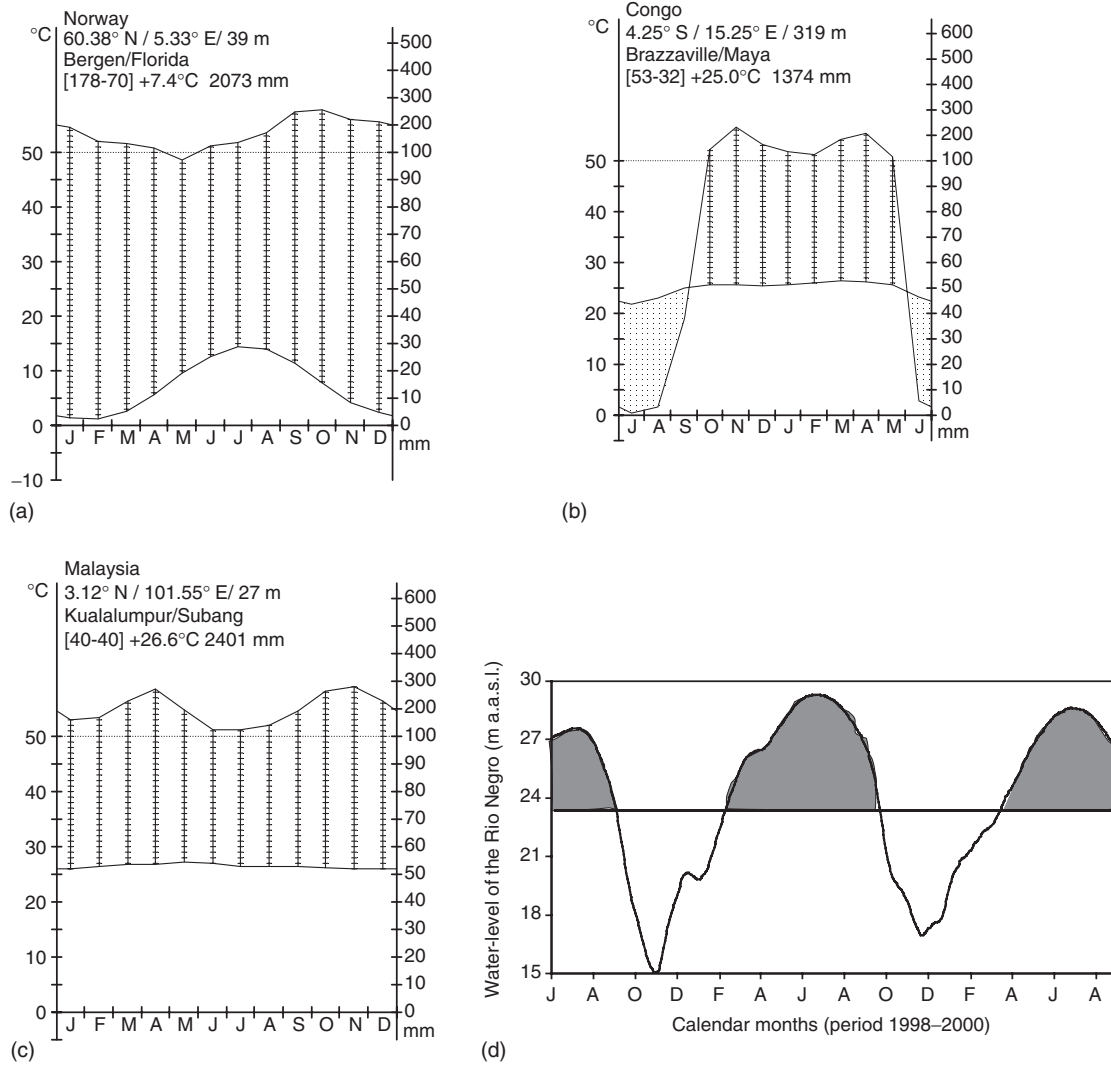 Norway
°C
60.38° N / 5.33° E/ 39 m
Bergen/Florida
[178-70] +7.4°C 2073 mm
500
400
300
200
50 100
90
40 80
70
30 60
50
20 40
30
10 20
10
0 0
J F M A M J J A S O N D mm
–10
(a)
Congo
°C
4.25° S / 15.25° E / 319 m
Brazzaville/Maya
[53-32] +25.0°C 1374 mm
600
500
400
300
200
50 100
90
40 80
70
30 60
50
20 40
30
10 20
10
0 0
J A S O N D J F M A M J mm
(b)
Malaysia
°C
3.12° N / 101.55° E/ 27 m
Kualalumpur/Subang
[40-40] +26.6°C 2401 mm
600
500
400
300
200
50 100
90
40 80
70
30 60
50
20 40
30
10 20
10
0 0
J F M A M J J A S O N D mm
(c)
Water-level of the Rio Negro (m a.a.s.l.)
30
27
24
21
18
15
J A O D F A J A O D F A J A
Calendar months (period 1998–2000)
(d)